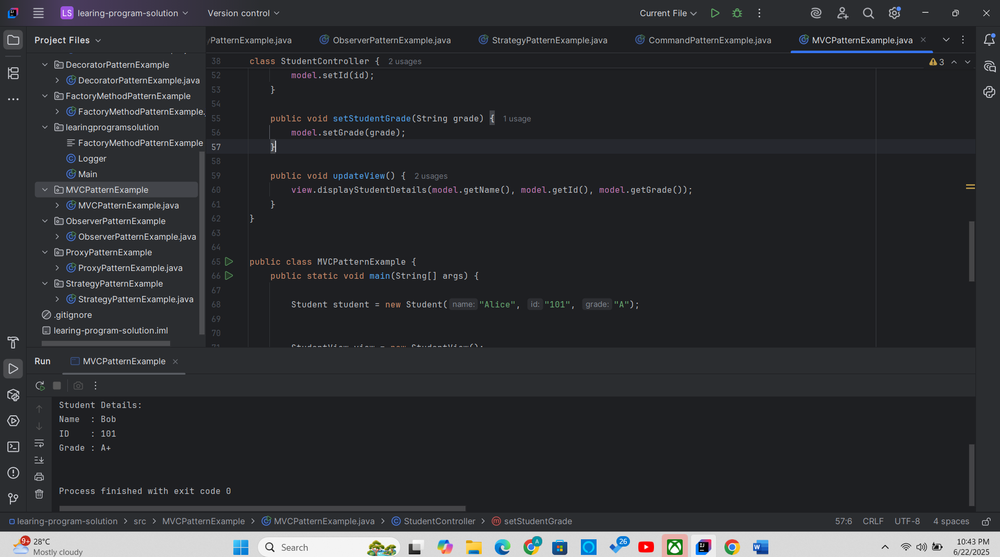 LS learing-program-solution Version control Current File
Project Files
yPatternExample.java ObserverPatternExample.java StrategyPatternExample.java CommandPatternExample.java MVCPatternExample.java
DecoratorPatternExample
DecoratorPatternExample.java
FactoryMethodPatternExample
FactoryMethodPatternExample.
learingprogramsolution
FactoryMethodPatternExample
Logger
Main
MVCPatternExample
MVCPatternExample.java
ObserverPatternExample
ObserverPatternExample.java
ProxyPatternExample
ProxyPatternExample.java
StrategyPatternExample
StrategyPatternExample.java
.gitignore
learing-program-solution.iml
38 class StudentController { 2 usages
3
52 model.setId(id);
53 }
54
55 public void setStudentGrade(String grade) { 1 usage
56 model.setGrade(grade);
57 }
58
59 public void updateView() { 2 usages
60 view.displayStudentDetails(model.getName(), model.getId(), model.getGrade());
61 }
62 }
63
64
65 public class MVCPatternExample {
66 public static void main(String[] args) {
67
68 Student student = new Student( name: "Alice", id: "101", grade: "A");
69
70
71 StudentView view = new StudentView();
Run MVCPatternExample
Student Details:
Name : Bob
ID : 101
Grade : A+
Process finished with exit code 0
learing-program-solution > src > MVCPatternExample > MVCPatternExample.java > StudentController > setStudentGrade
57:6 CRLF UTF-8 4 spaces
9+ 28°C
Mostly cloudy
Search
A
26
10:43 PM
6/22/2025